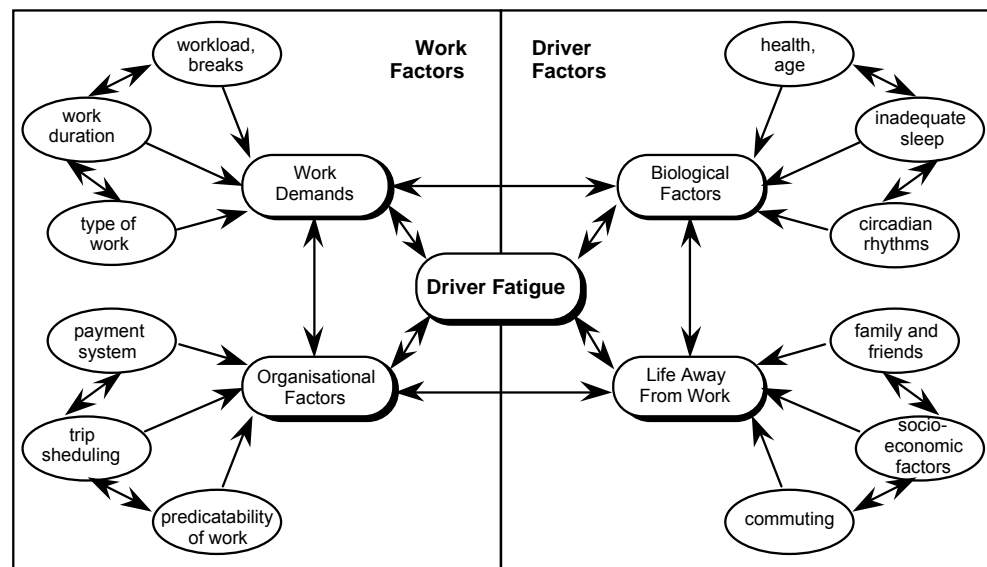 Work
Factors
Driver
Factors
workload,
breaks
work
duration
type of
work
Work
Demands
health,
age
inadequate
sleep
circadian
rhythms
Biological
Factors
Driver Fatigue
payment
system
trip
sheduling
predicatability
of work
Organisational
Factors
Life Away
From Work
family and
friends
socio-
economic
factors
commuting